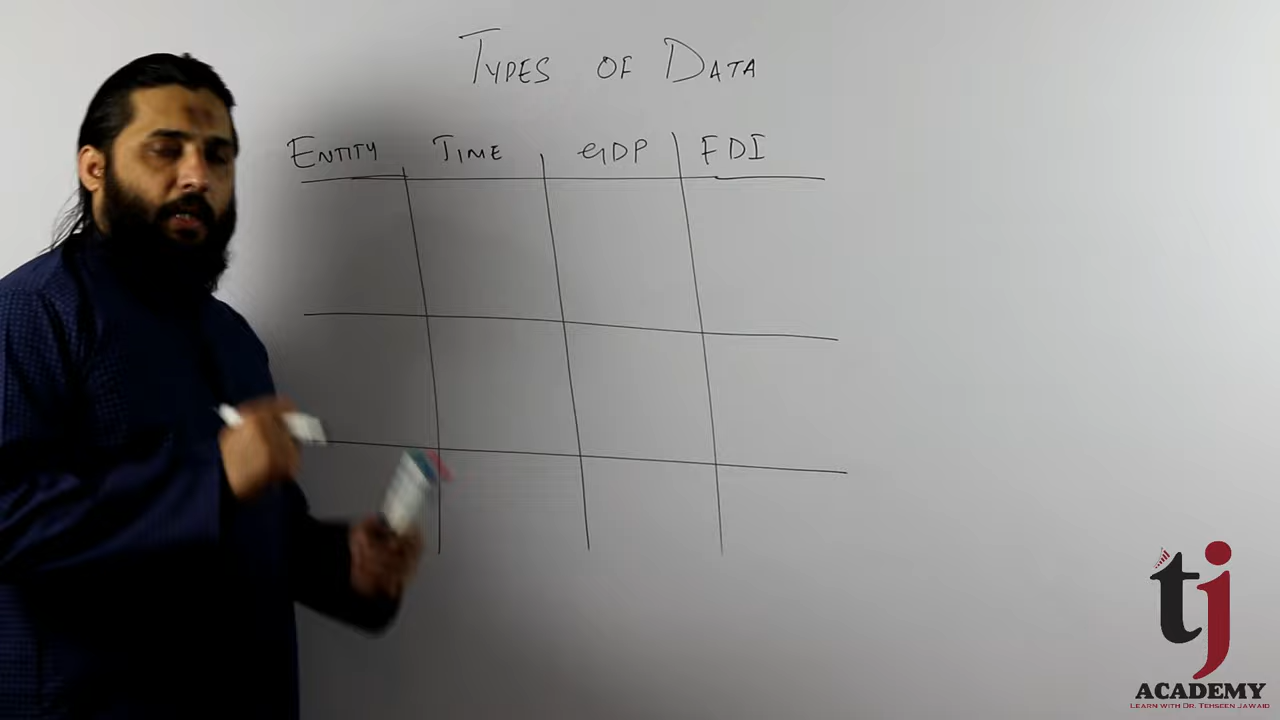 TYPES OF DATA
ENTITY TIME GDP FDI
tj
ACADEMY
LEARN WITH DR. TEHSEEN JAWAID